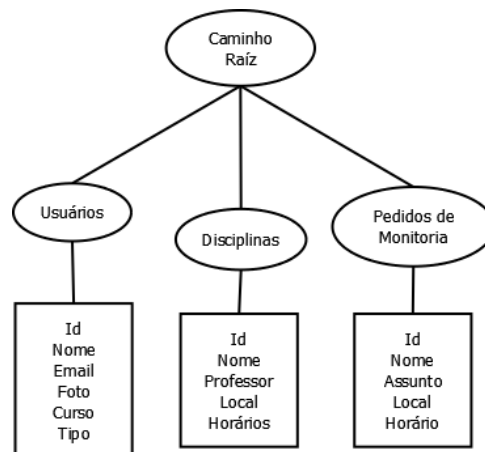 Caminho
Raíz
Usuários
Disciplinas
Pedidos de
Monitoria
Id
Nome
Email
Foto
Curso
Tipo
Id
Nome
Professor
Local
Horários
Id
Nome
Assunto
Local
Horário